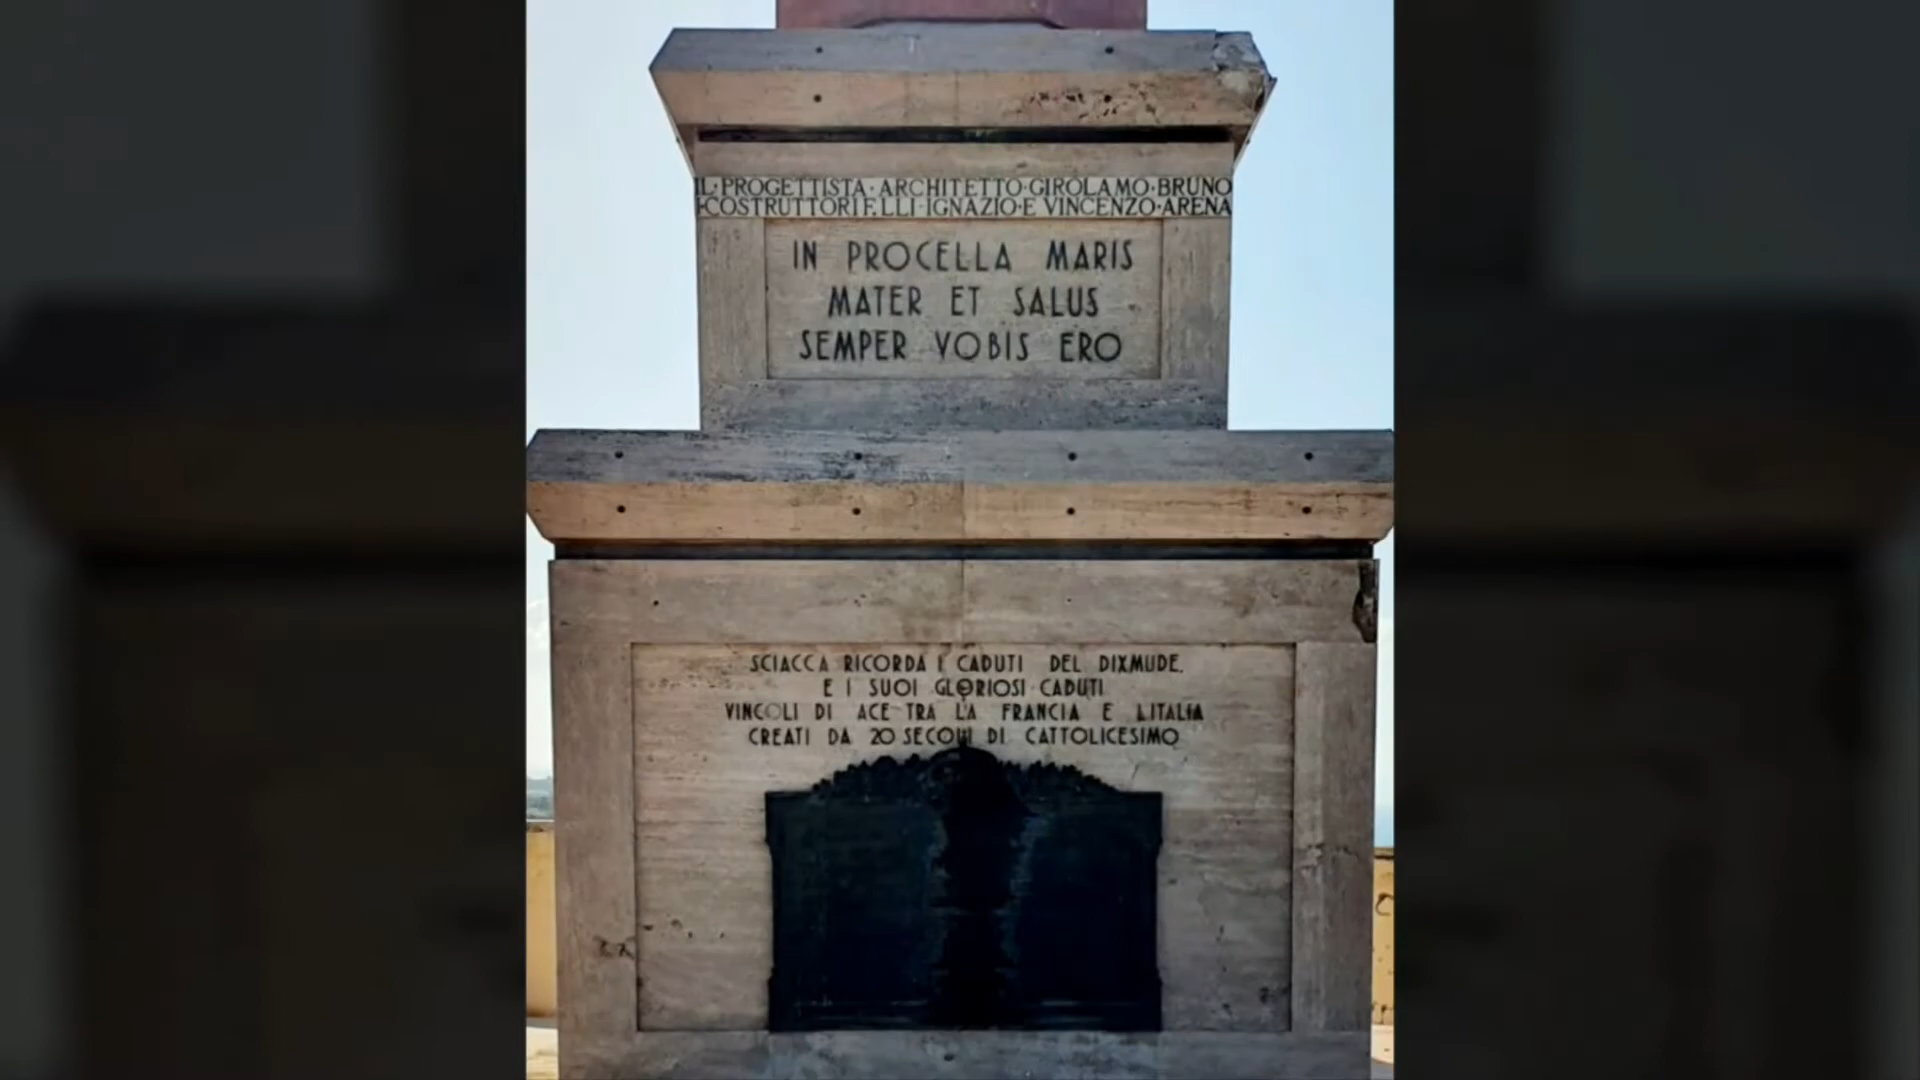 IL·PROGETTISTA·ARCHITETTO·GIROLAMO·BRUNO
I·COSTRUTTORI F.LLI·IGNAZIO·E VINCENZO·ARENA
IN PROCELLA MARIS
MATER ET SALUS
SEMPER VOBIS ERO
SCIACCA RICORDA I CADUTI DEL DIXMUDE.
E I SUOI GLORIOSI CADUTI
VINCOLI DI ACE TRA LA FRANCIA E L'ITALIA
CREATI DA 20 SECOLI DI CATTOLICESIMO